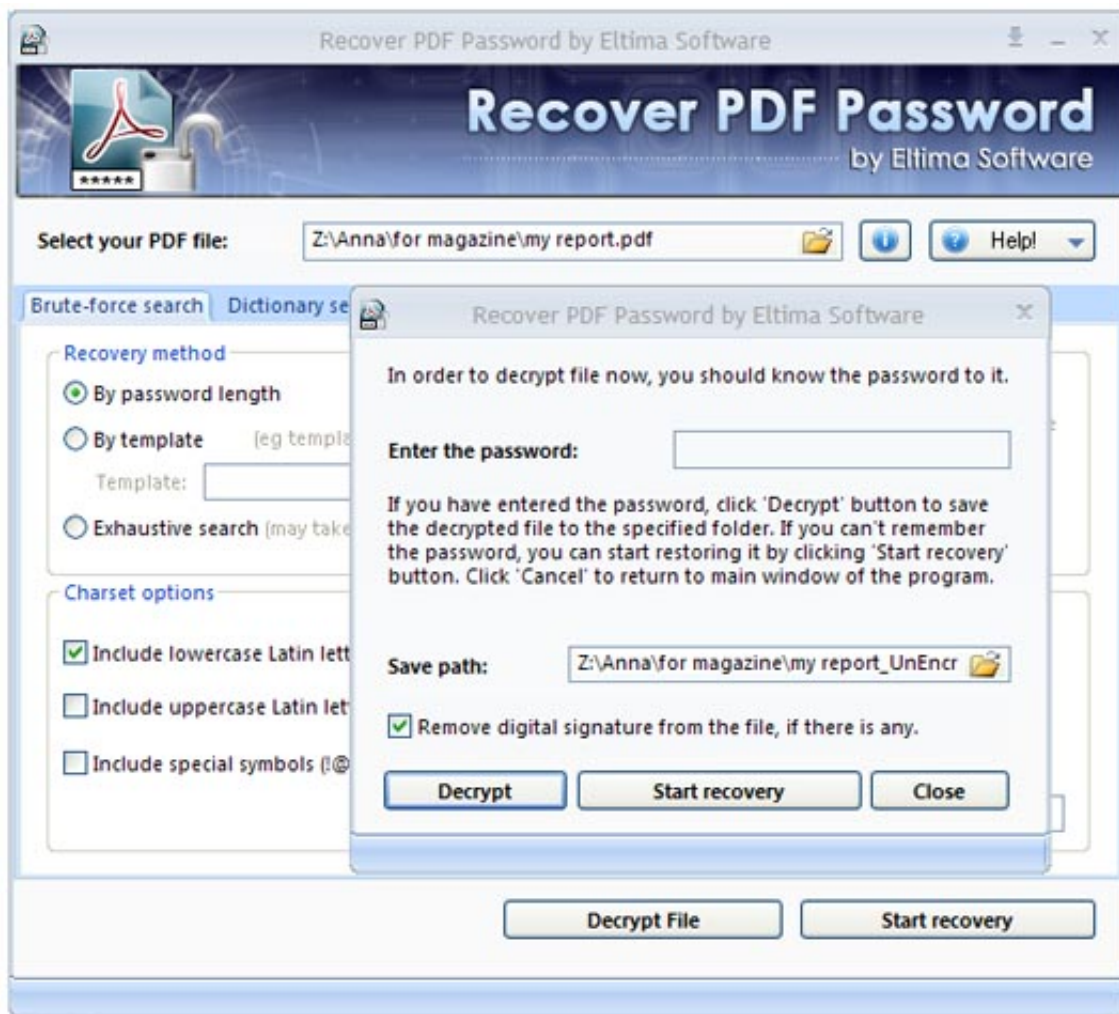 Recover PDF Password by Eltima Software
Recover PDF Password
by Eltima Software
*****
Select your PDF file:
Z:\Anna\for magazine\my report.pdf
Help!
Brute-force search
Dictionary se
Recovery method
By password length
By template (eg templa
Template:
Exhaustive search (may take
Charset options
Include lowercase Latin lett
Include uppercase Latin let
Include special symbols (!@
Recover PDF Password by Eltima Software
In order to decrypt file now, you should know the password to it.
Enter the password:
If you have entered the password, click 'Decrypt' button to save
the decrypted file to the specified folder. If you can't remember
the password, you can start restoring it by clicking 'Start recovery'
button. Click 'Cancel' to return to main window of the program.
Save path:
Z:\Anna\for magazine\my report_UnEncr
Remove digital signature from the file, if there is any.
Decrypt
Start recovery
Close
Decrypt File
Start recovery